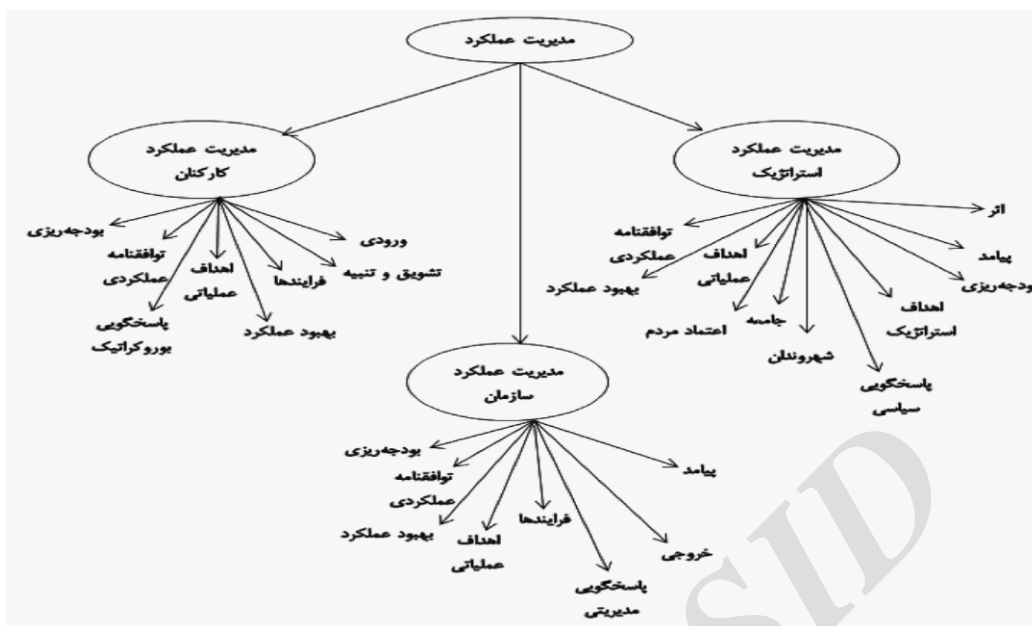 مدیریت عملکرد
مدیریت عملکرد
استراتژیک
اثر
پیامد
بودجه‌ریزی
اهداف
استراتژیک
پاسخگویی
سیاسی
شهروندان
جامعه
اعتماد مردم
اهداف
عملیاتی
توافقنامه
عملکردی
بهبود عملکرد
مدیریت عملکرد
کارکنان
ورودی
تشویق و تنبیه
فرایندها
بهبود عملکرد
اهداف
عملیاتی
توافقنامه
عملکردی
پاسخگویی
بوروکراتیک
بودجه‌ریزی
مدیریت عملکرد
سازمان
پیامد
خروجی
پاسخگویی
مدیریتی
فرایندها
اهداف
عملیاتی
بهبود عملکرد
توافقنامه
عملکردی
بودجه‌ریزی
SID